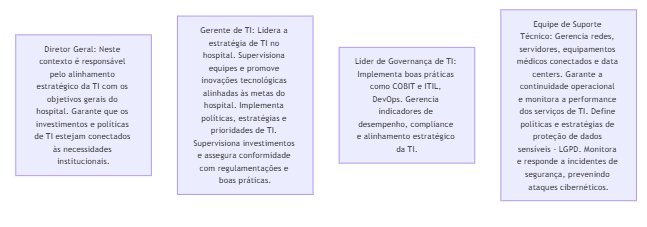 Diretor Geral: Neste
contexto é responsável
pelo alinhamento
estratégico da TI com os
objetivos gerais do
hospital. Garante que os
investimentos e políticas
de TI estejam conectados
às necessidades
institucionais.
Gerente de TI: Lidera a
estratégia de TI no
hospital. Supervisiona
equipes e promove
inovações tecnológicas
alinhadas às metas do
hospital. Implementa
políticas, estratégias e
prioridades de TI.
Supervisiona investimentos
e assegura conformidade
com regulamentações e
boas práticas.
Líder de Governança de TI:
Implementa boas práticas
como COBIT e ITIL,
DevOps. Gerencia
indicadores de
desempenho, compliance
e alinhamento estratégico
da TI.
Equipe de Suporte
Técnico: Gerencia redes,
servidores, equipamentos
médicos conectados e data
centers. Garante a
continuidade operacional
e monitora a performance
dos serviços de TI. Define
políticas e estratégias de
proteção de dados
sensíveis - LGPD. Monitora
e responde a incidentes de
segurança, prevenindo
ataques cibernéticos.